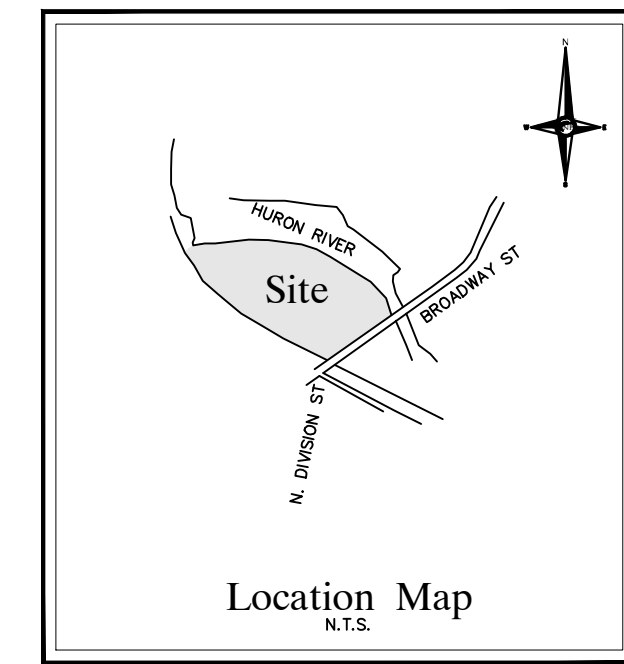 N
W E
S
HURON RIVER
Site
BROADWAY ST
N. DIVISION ST
Location Map
N.T.S.